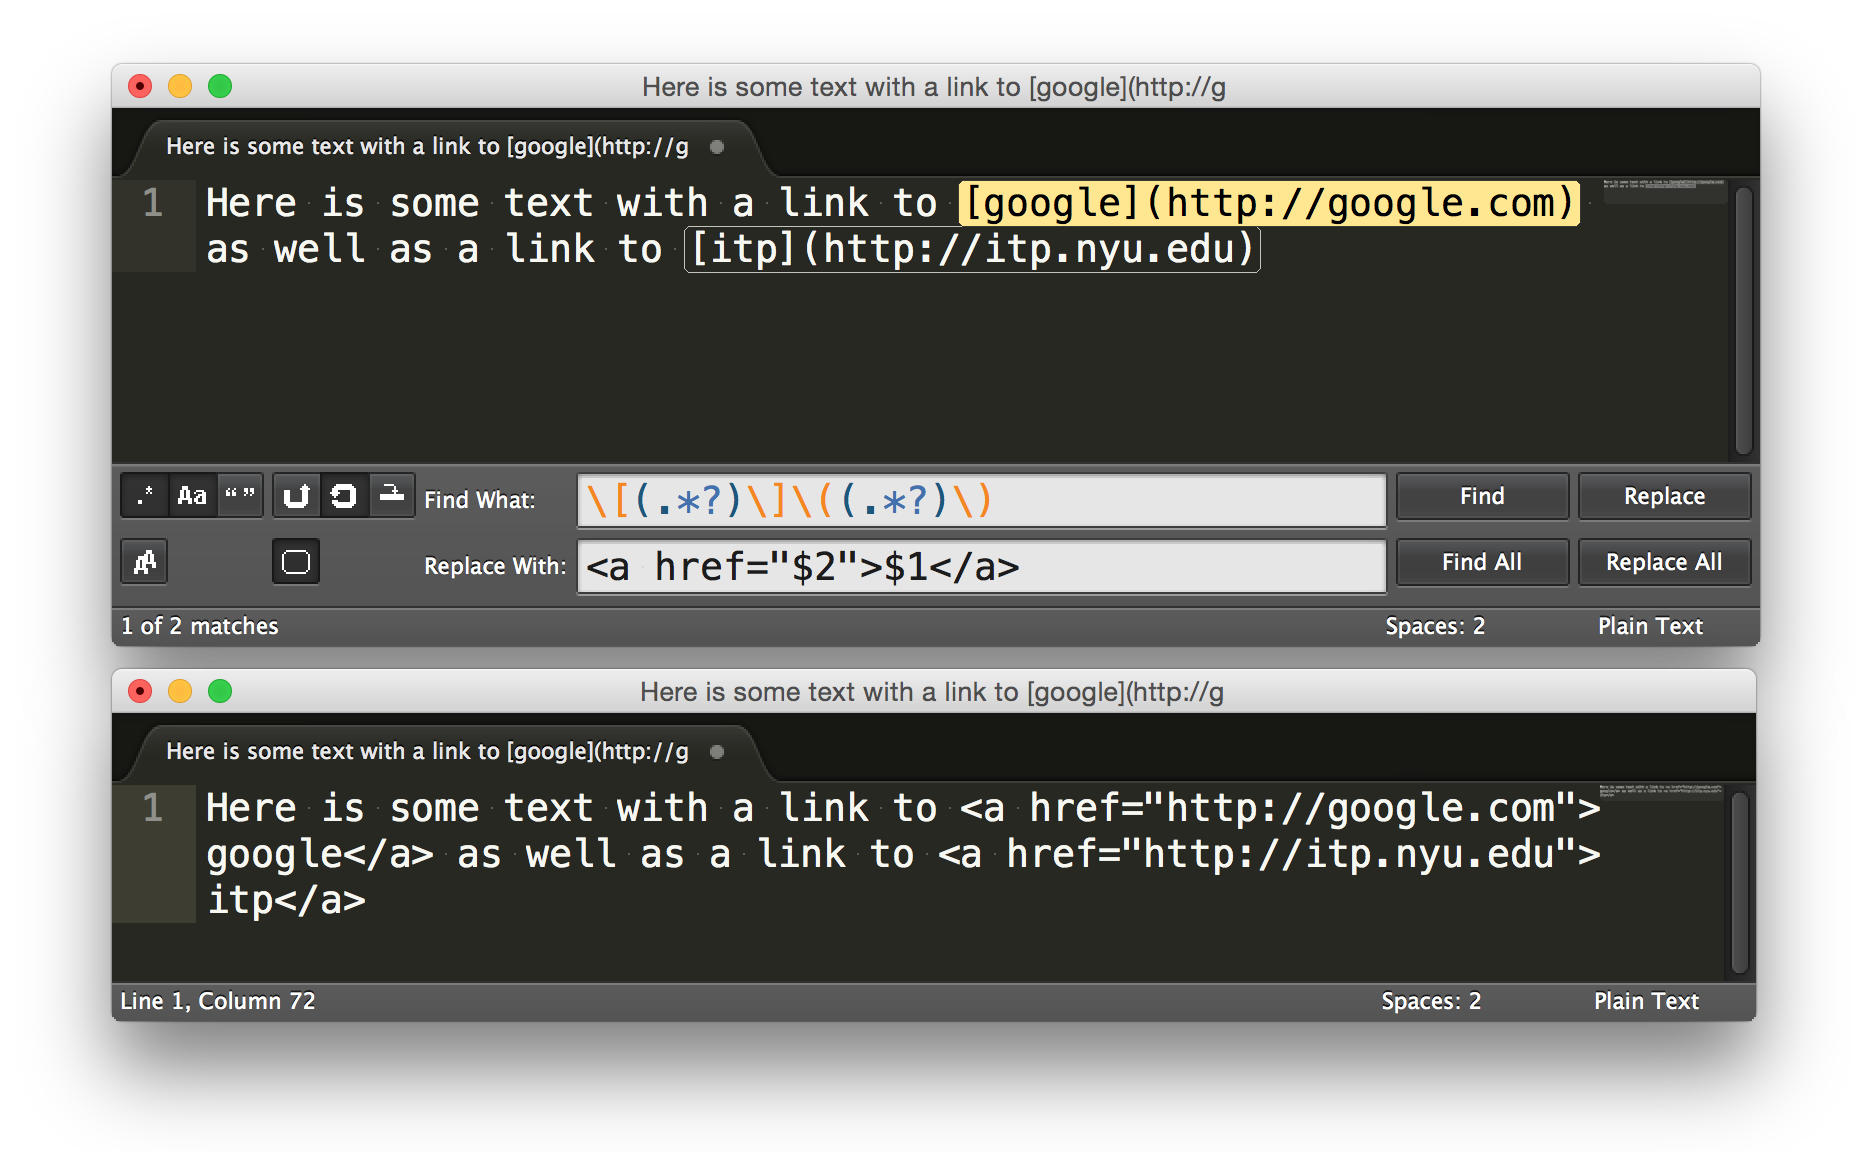 Here is some text with a link to [google](http://g
Here is some text with a link to [google](http://g
1 Here is some text with a link to [google](http://google.com)
as well as a link to [itp](http://itp.nyu.edu)
.* Aa “” Find What: \[(.*?)\]\((.*?)\) Find Replace
Replace With: <a href="$2">$1</a> Find All Replace All
1 of 2 matches Spaces: 2 Plain Text
Here is some text with a link to [google](http://g
Here is some text with a link to [google](http://g
1 Here is some text with a link to <a href="http://google.com">
google</a> as well as a link to <a href="http://itp.nyu.edu">
itp</a>
Line 1, Column 72 Spaces: 2 Plain Text